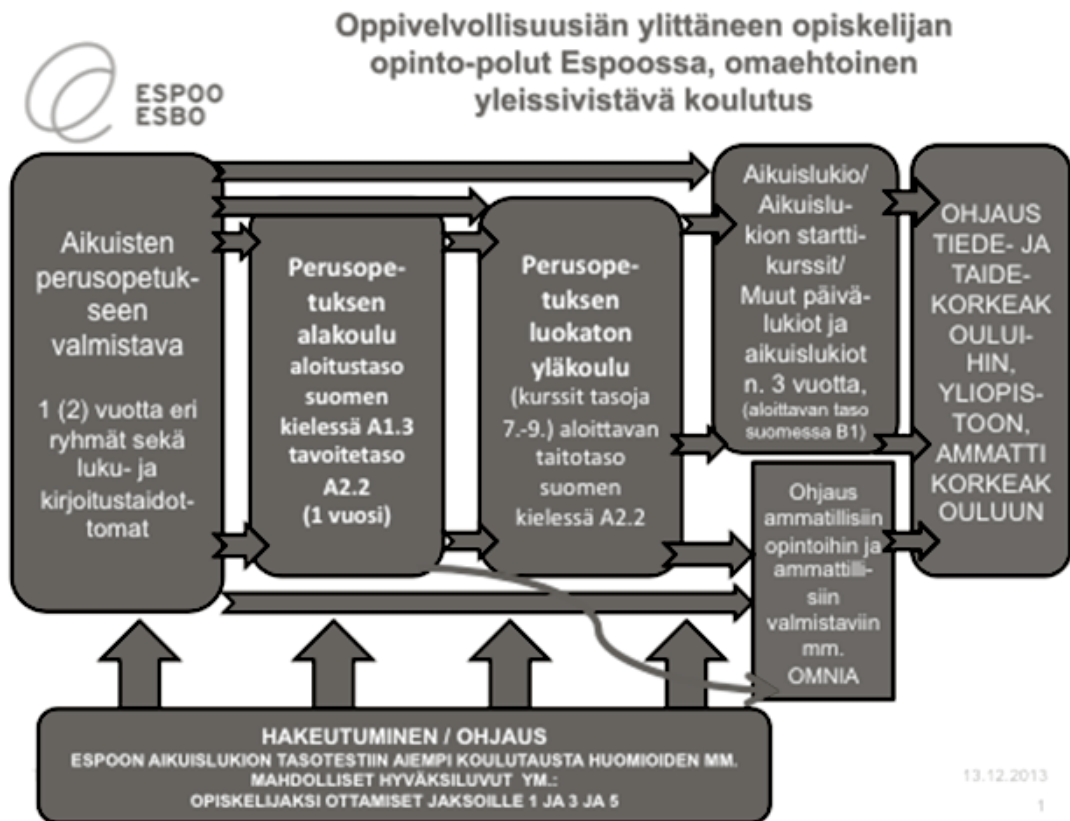 Oppivelvollisuusiän ylittäneen opiskelijan
opinto-polut Espoossa, omaehtoinen
yleissivistävä koulutus
ESPOO
ESBO
Aikuisten
perusopetuk-
seen
valmistava
1 (2) vuotta eri
ryhmät sekä
luku- ja
kirjoitustaidot-
tomat
Perusope-
tuksen
alakoulu
aloitustaso
suomen
kielessä A1.3
tavoitetaso
A2.2
(1 vuosi)
Perusope-
tuksen
luokaton
yläkoulu
(kurssit tasoja
7.-9.) aloittavan
taitotaso
suomen
kielessä A2.2
Aikuislukio/
Aikuislu-
kion startti-
kurssit/
Muut päivä-
lukiot ja
aikuislukiot
n. 3 vuotta,
(aloittavan taso
suomessa B1)
Ohjaus
ammatillisiin
opintoihin ja
ammattilli-
siin
valmistaviin
mm.
OMNIA
OHJAUS
TIEDE- JA
TAIDE-
KORKEAK
OULUI-
HIN,
YLIOPIS-
TOON,
AMMATTI
KORKEAK
OULUUN
HAKEUTUMINEN / OHJAUS
ESPOON AIKUISLUKION TASOTESTIIN AIEMPI KOULUTAUSTA HUOMIOIDEN MM.
MAHDOLLISET HYVÄKSILUVUT YM.:
OPISKELIJAKSI OTTAMISET JAKSOILLE 1 JA 3 JA 5
13.12.2013
1